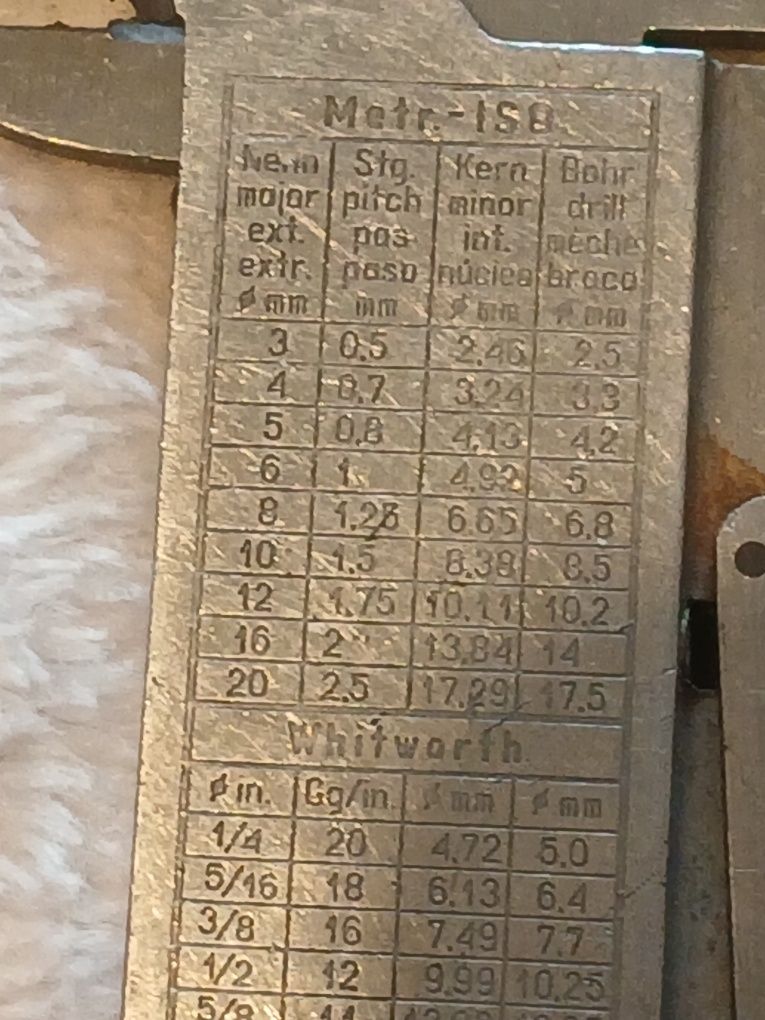 Metr.-ISO
Nenn Stg. Kern Bohr
major pitch minor drill
ext. pas int. mèche
extr. paso núcleo broca
ø mm mm ø mm ø mm
3 0,5 2,46 2,5
4 0,7 3,24 3,3
5 0,8 4,13 4,2
6 1 4,92 5
8 1,25 6,65 6,8
10 1,5 8,38 8,5
12 1,75 10,11 10,2
16 2 13,84 14
20 2,5 17,29 17,5
Whitworth
ø in. Gg/in. ø mm ø mm
1/4 20 4,72 5,0
5/16 18 6,13 6,4
3/8 16 7,49 7,7
1/2 12 9,99 10,25
5/8 11